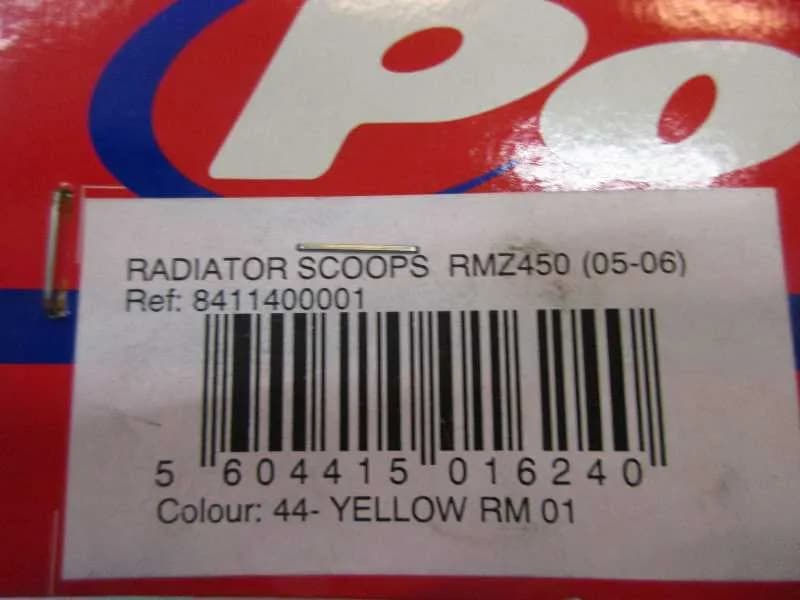 Po
RADIATOR SCOOPS RMZ450 (05-06)
Ref: 8411400001
5 604415 016240
Colour: 44- YELLOW RM 01